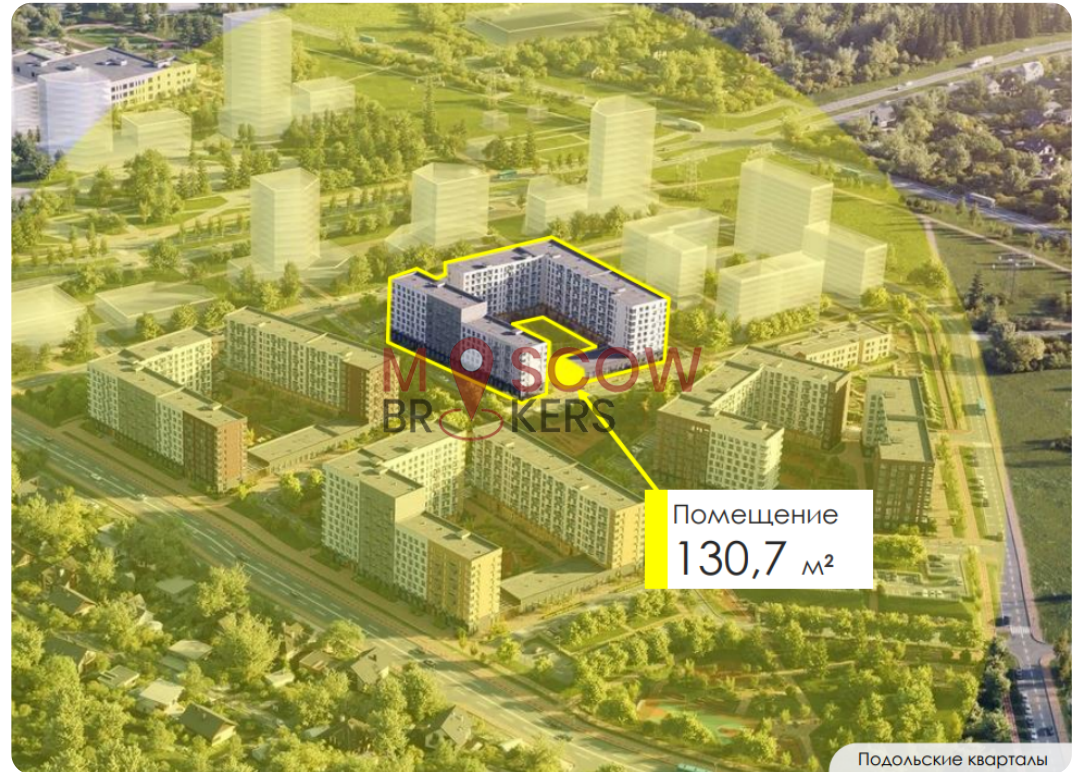 MOSCOW
BROKERS
Помещение
130,7 м²
Подольские кварталы